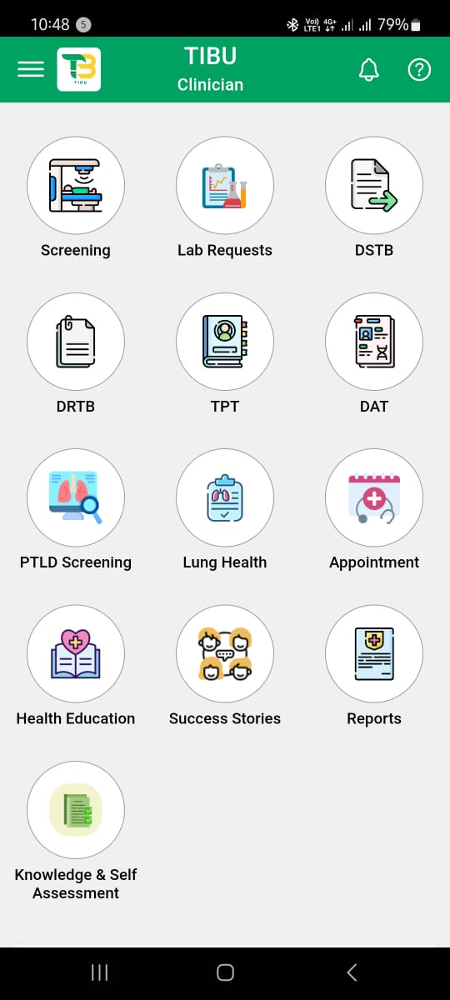 10:48 5 Vo) 4G+ LTE1 79%
TIBU
TB
TIBU
Clinician
?
Screening Lab Requests DSTB
DRTB TPT DAT
PTLD Screening Lung Health Appointment
Health Education Success Stories Reports
Knowledge & Self
Assessment